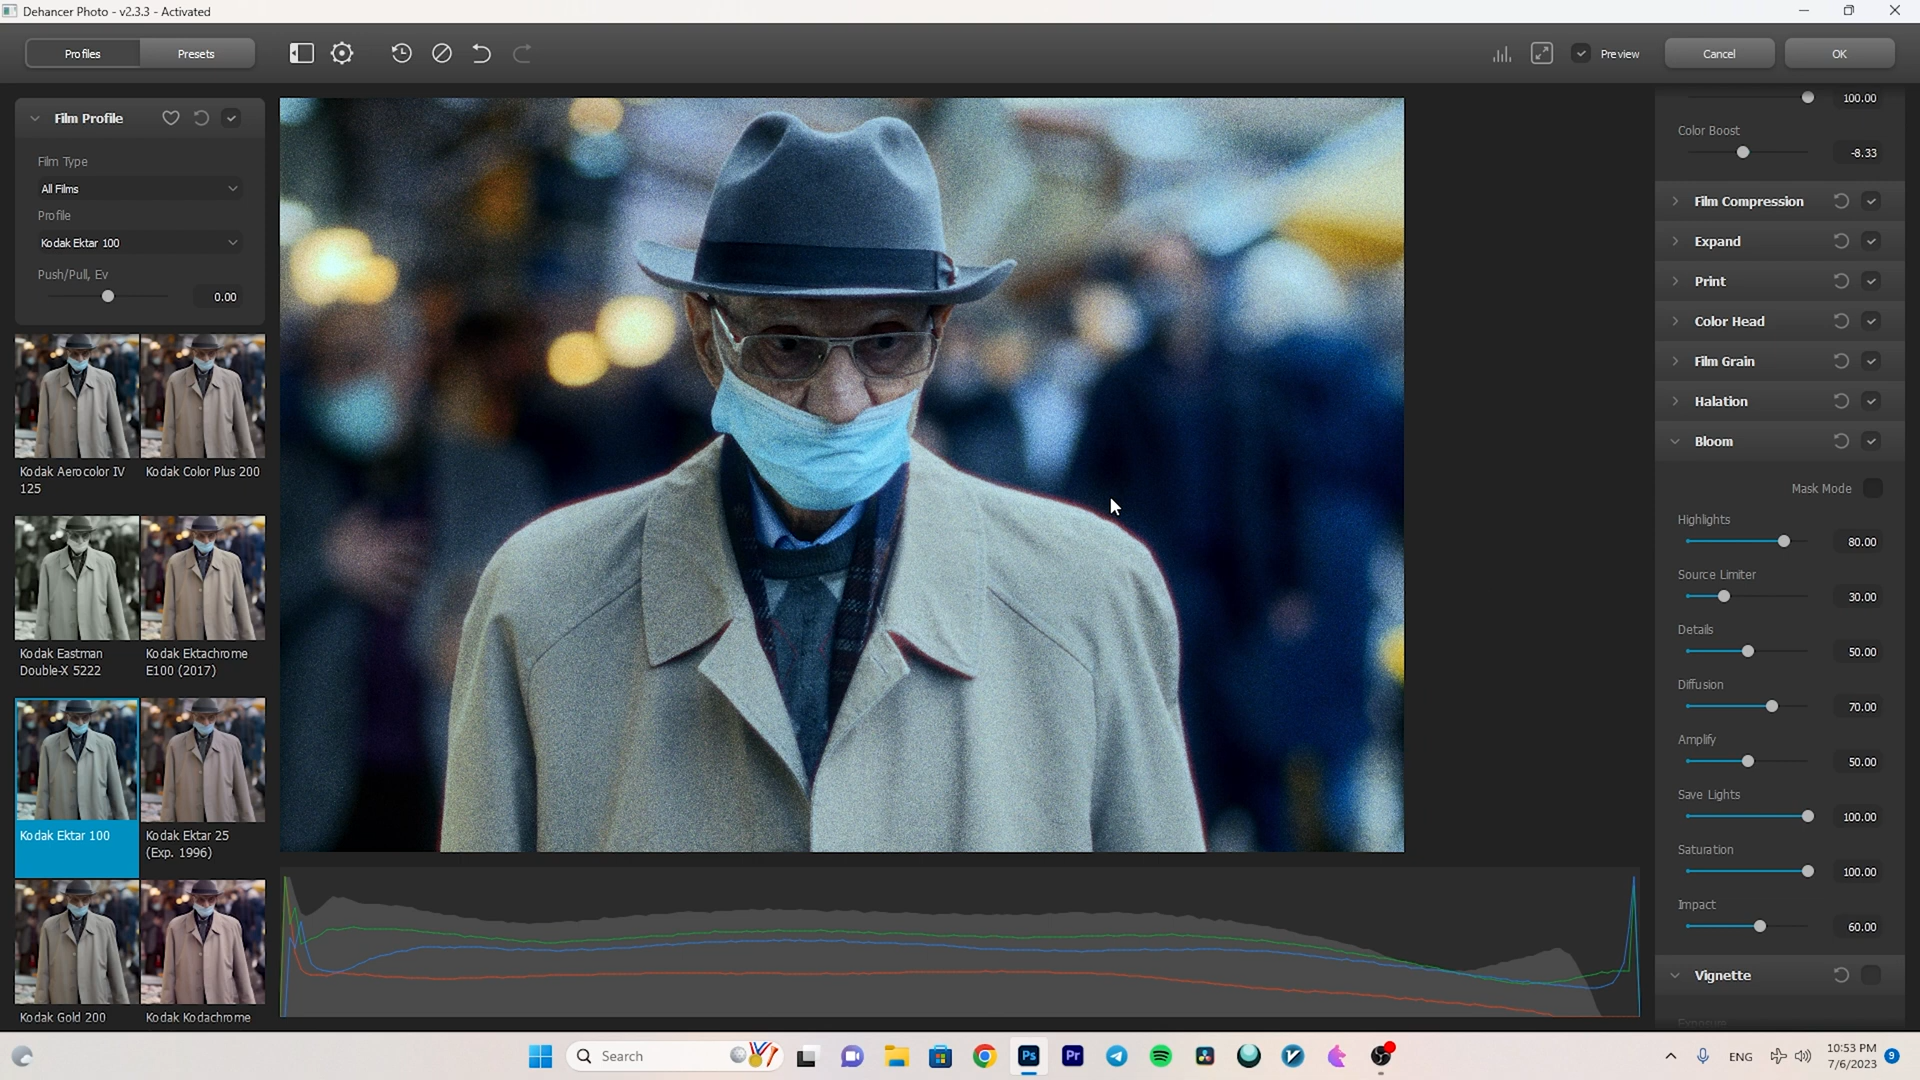 Dehancer Photo - v2.3.3 - Activated
Profiles
Presets
Preview
Cancel
OK
Film Profile
Film Type
All Films
Profile
Kodak Ektar 100
Push/Pull, Ev
0.00
Kodak Aerocolor IV
125
Kodak Color Plus 200
Kodak Eastman
Double-X 5222
Kodak Ektachrome
E100 (2017)
Kodak Ektar 100
Kodak Ektar 25
(Exp. 1996)
Kodak Gold 200
Kodak Kodachrome
100.00
Color Boost
-8.33
Film Compression
Expand
Print
Color Head
Film Grain
Halation
Bloom
Mask Mode
Highlights
80.00
Source Limiter
30.00
Details
50.00
Diffusion
70.00
Amplify
50.00
Save Lights
100.00
Saturation
100.00
Impact
60.00
Vignette
Exposure
Search
Ps
Pr
ENG
10:53 PM
7/6/2023
9